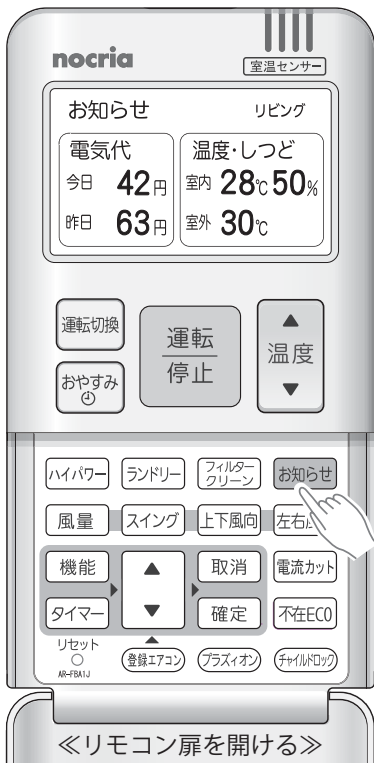 nocria
室温センサー
お知らせ リビング
電気代 温度・しつど
今日 42円 室内 28℃ 50%
昨日 63円 室外 30℃
運転切換
運転
停止
温度
おやすみ
ハイパワー ランドリー フィルター
クリーン お知らせ
風量 スイング 上下風向 左右
機能 取消 電流カット
タイマー 確定 不在ECO
リセット
AR-FBA1J
登録エアコン プラズィオン チャイルドロック
≪リモコン扉を開ける≫